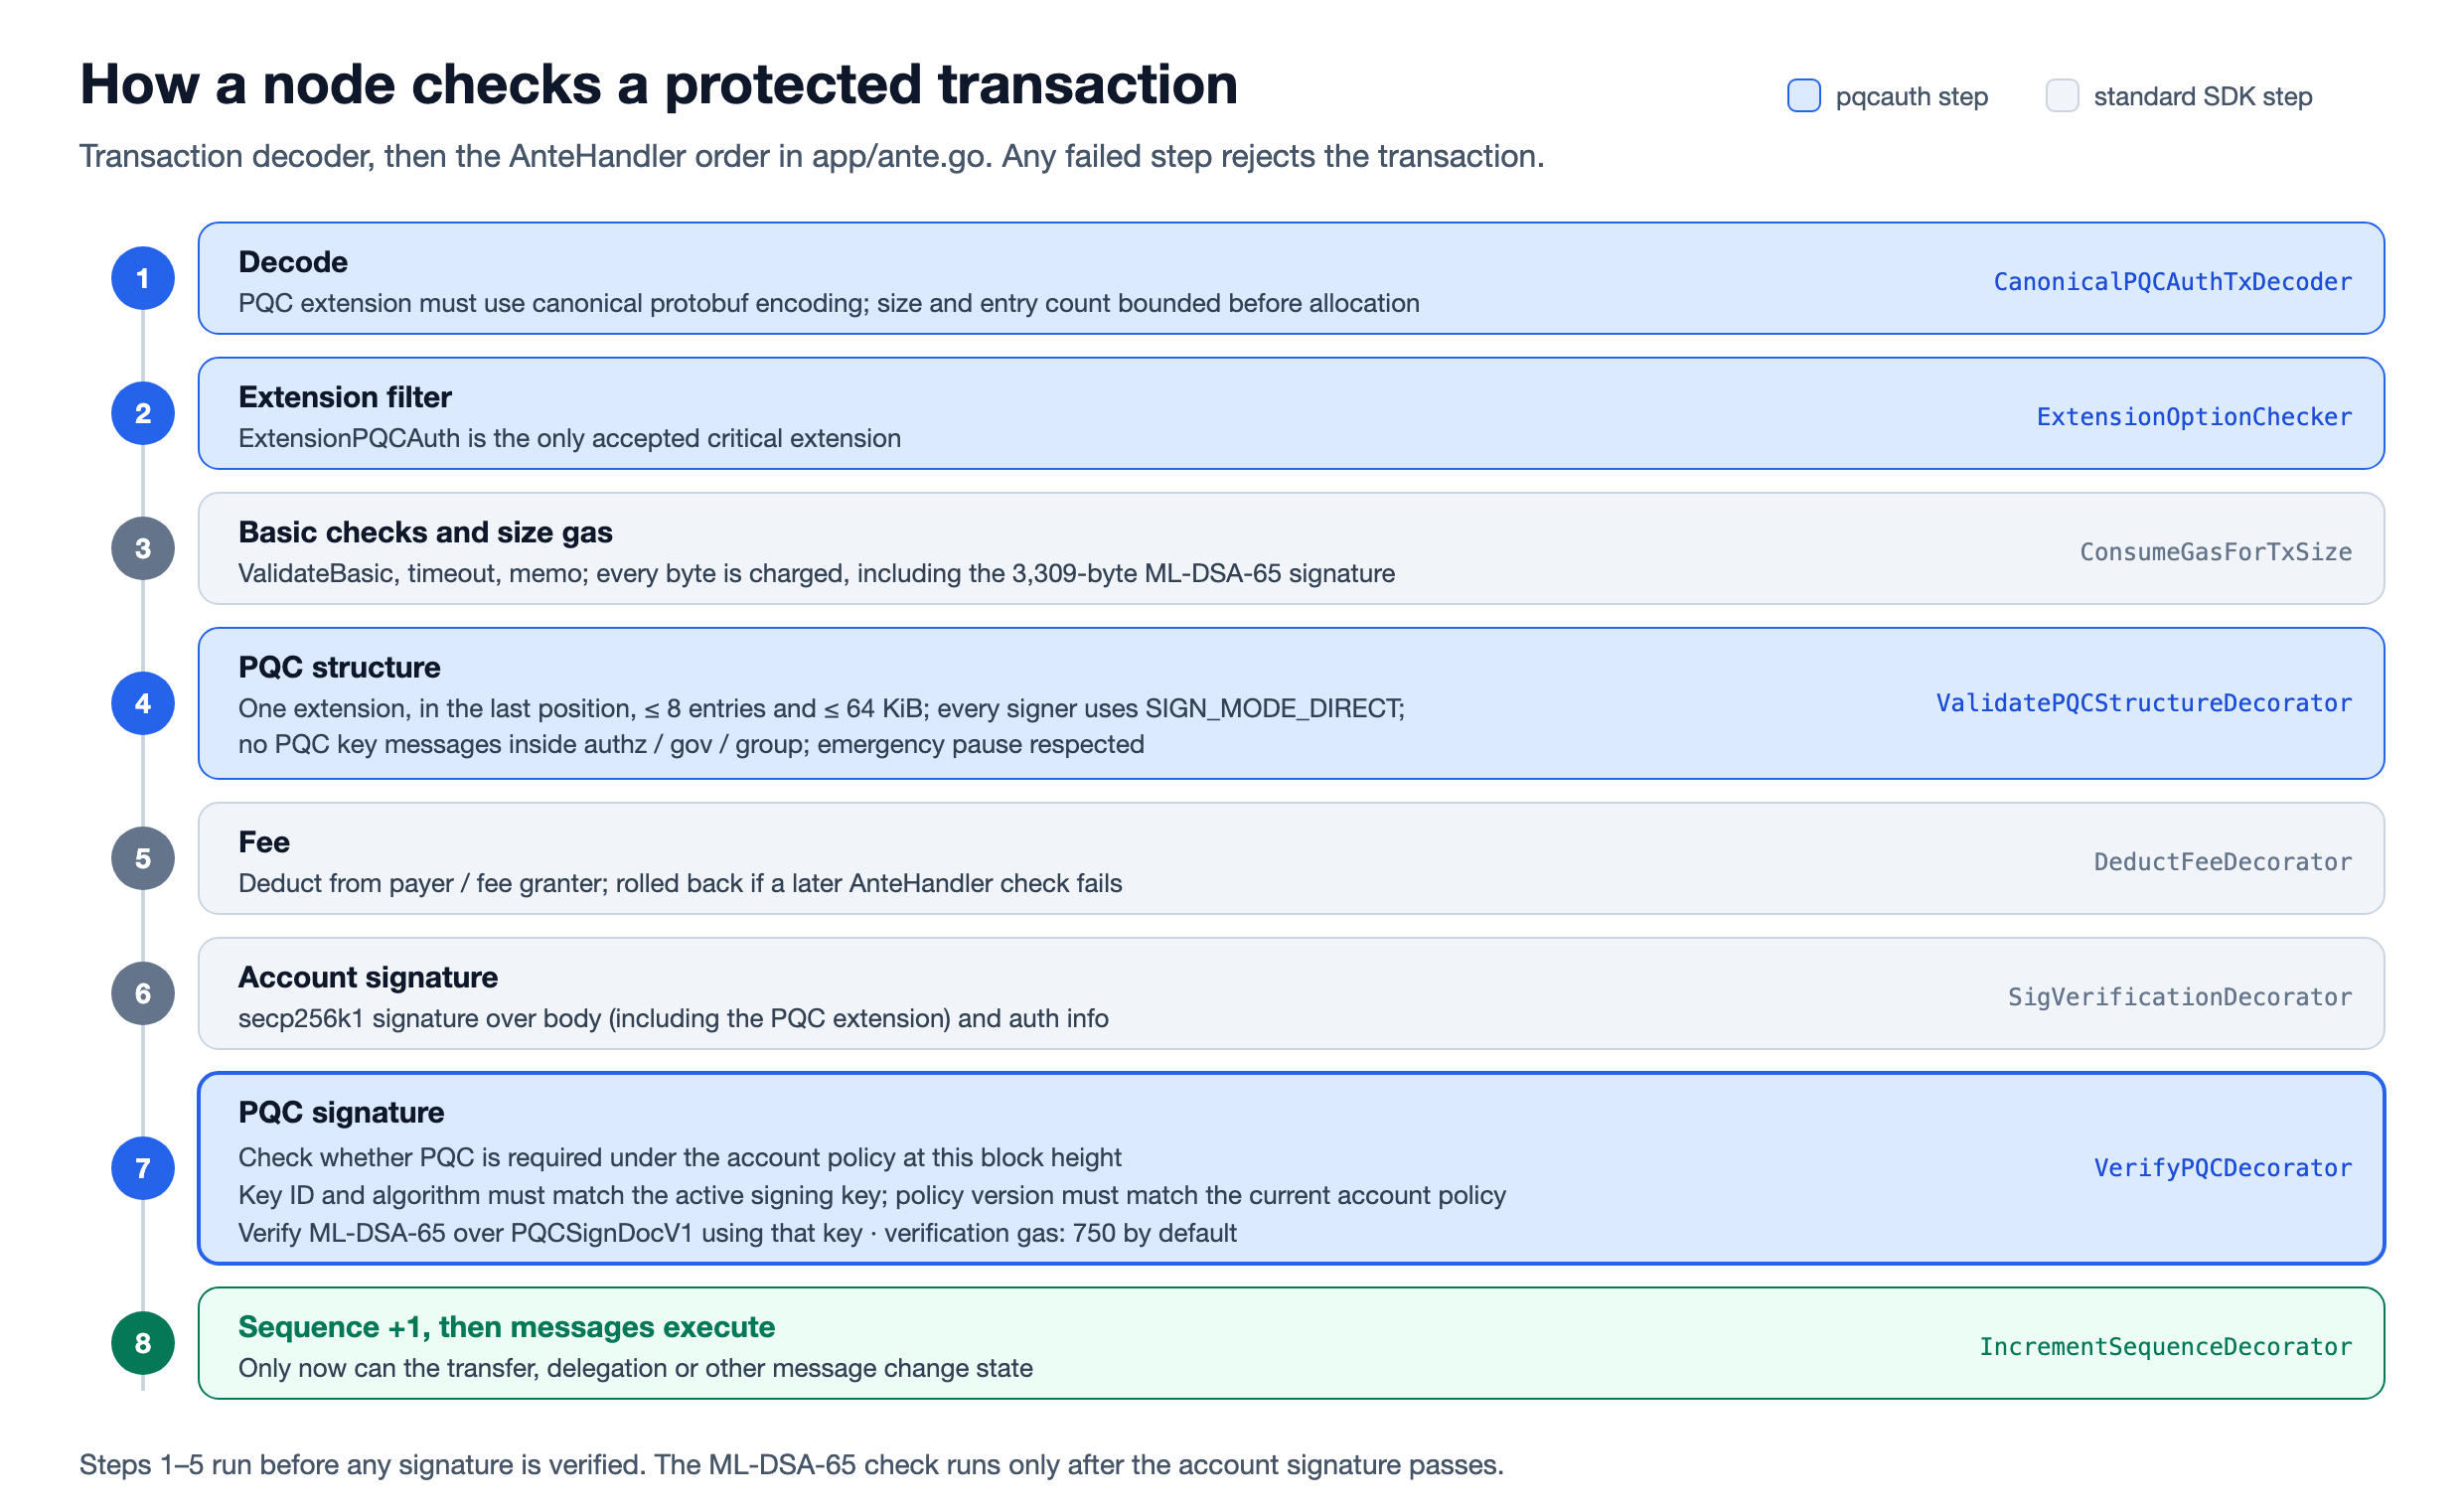 How a node checks a protected transaction
pqcauth step
standard SDK step
Transaction decoder, then the AnteHandler order in app/ante.go. Any failed step rejects the transaction.
1
Decode
PQC extension must use canonical protobuf encoding; size and entry count bounded before allocation
CanonicalPQCAuthTxDecoder
2
Extension filter
ExtensionPQCAuth is the only accepted critical extension
ExtensionOptionChecker
3
Basic checks and size gas
ValidateBasic, timeout, memo; every byte is charged, including the 3,309-byte ML-DSA-65 signature
ConsumeGasForTxSize
4
PQC structure
One extension, in the last position, ≤ 8 entries and ≤ 64 KiB; every signer uses SIGN_MODE_DIRECT;
no PQC key messages inside authz / gov / group; emergency pause respected
ValidatePQCStructureDecorator
5
Fee
Deduct from payer / fee granter; rolled back if a later AnteHandler check fails
DeductFeeDecorator
6
Account signature
secp256k1 signature over body (including the PQC extension) and auth info
SigVerificationDecorator
7
PQC signature
Check whether PQC is required under the account policy at this block height
Key ID and algorithm must match the active signing key; policy version must match the current account policy
Verify ML-DSA-65 over PQCSignDocV1 using that key · verification gas: 750 by default
VerifyPQCDecorator
8
Sequence +1, then messages execute
Only now can the transfer, delegation or other message change state
IncrementSequenceDecorator
Steps 1–5 run before any signature is verified. The ML-DSA-65 check runs only after the account signature passes.